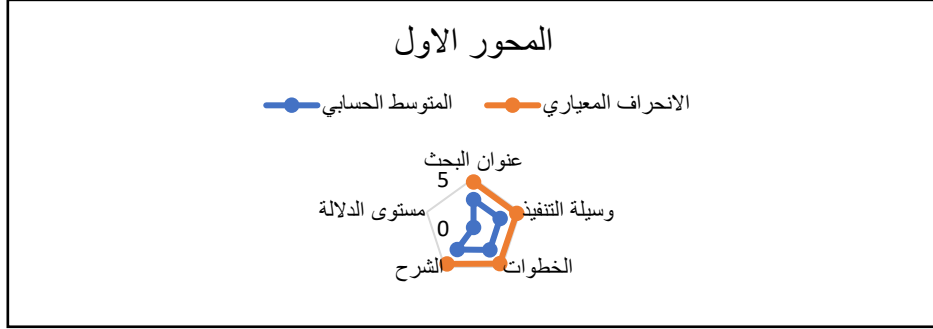 المحور الاول
المتوسط الحسابي الانحراف المعياري
عنوان البحث
5
مستوى الدلالة وسيلة التنفيذ
0
الشرح الخطوات